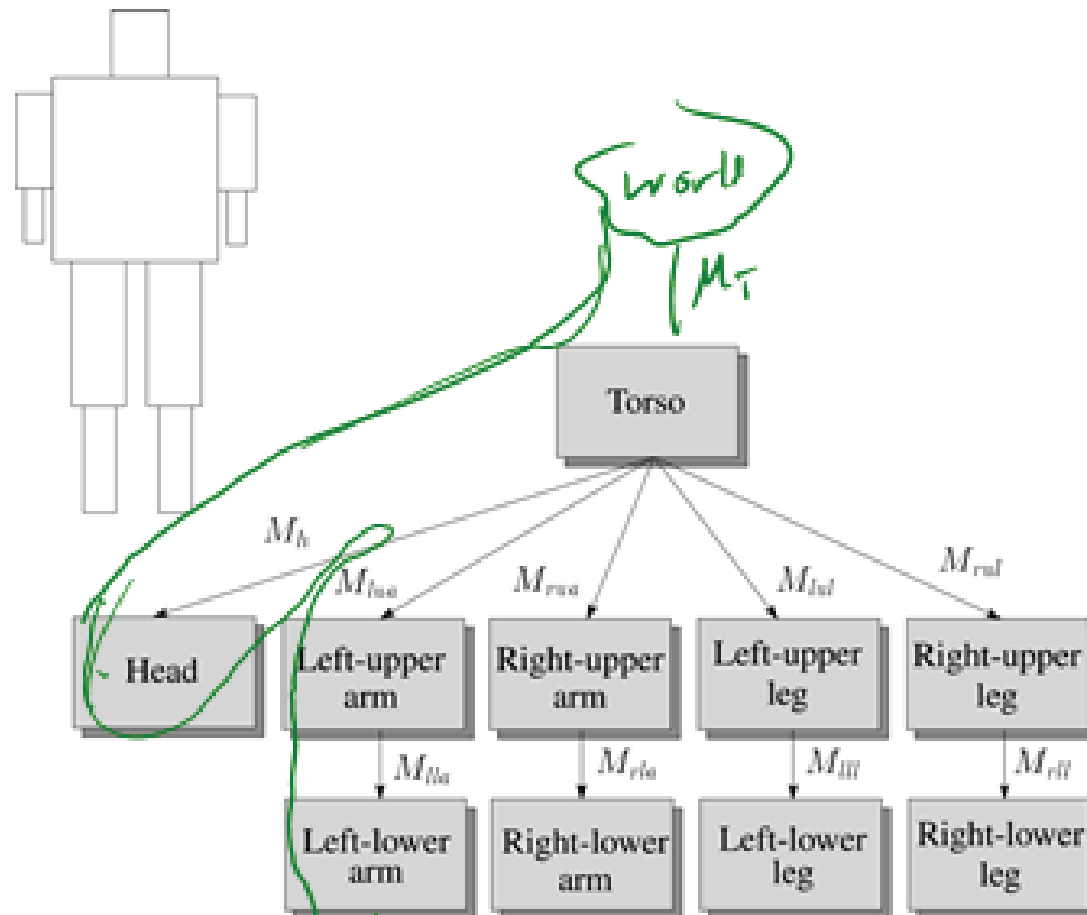 World
M_T
Torso
M_h
M_lua
M_rua
M_lul
M_rul
Head
Left-upper
arm
Right-upper
arm
Left-upper
leg
Right-upper
leg
M_lla
M_rla
M_lll
M_rll
Left-lower
arm
Right-lower
arm
Left-lower
leg
Right-lower
leg